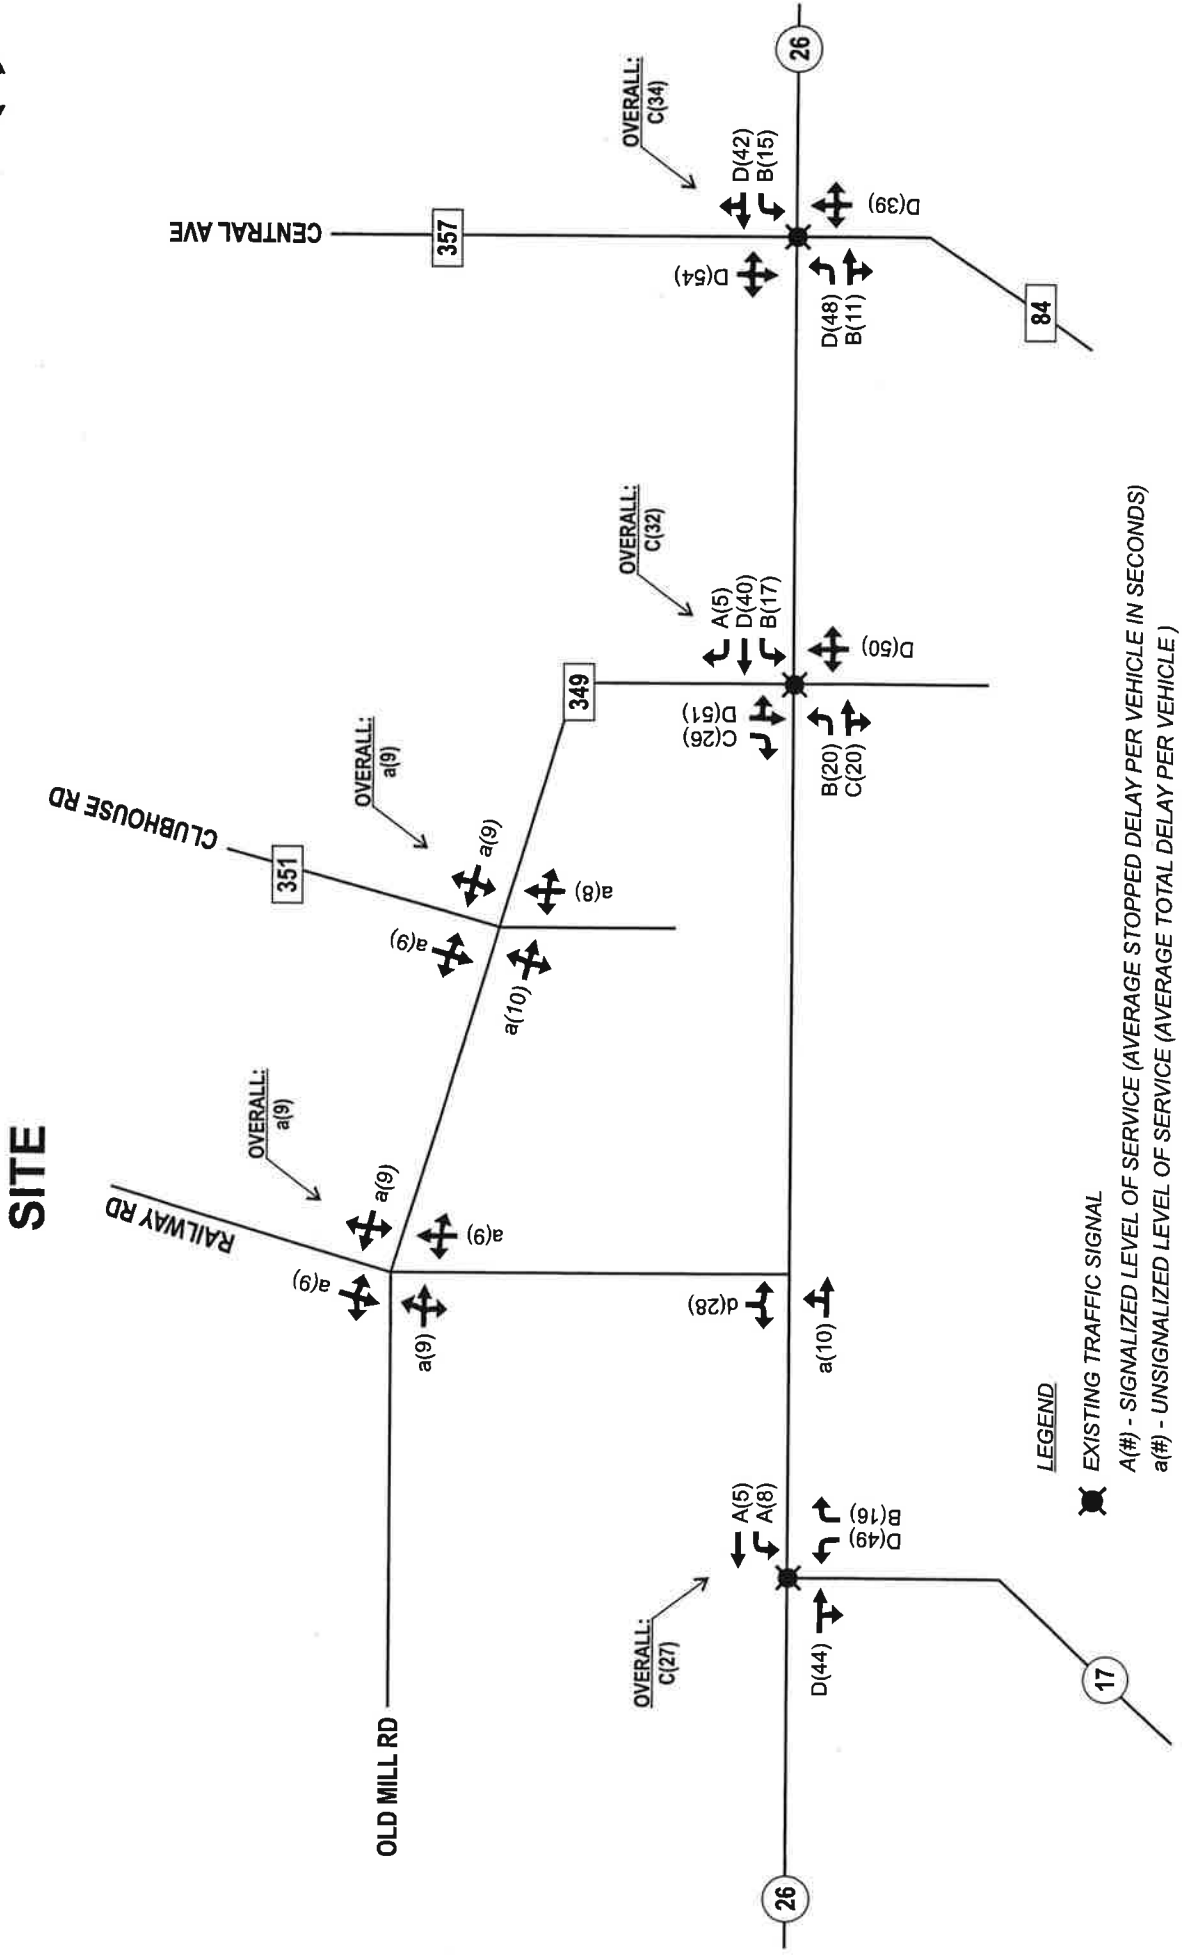 SITE
CENTRAL AVE
357
OVERALL:
C(34)
26
D(54)
D(42)
B(15)
D(48)
B(11)
D(39)
84
CLUBHOUSE RD
351
OVERALL:
a(9)
349
a(9)
a(9)
a(10)
a(8)
OVERALL:
C(32)
A(5)
D(40)
B(17)
C(26)
D(51)
B(20)
C(20)
D(50)
RAILWAY RD
OVERALL:
a(9)
a(9)
a(9)
a(9)
a(9)
d(28)
a(10)
OLD MILL RD
OVERALL:
C(27)
A(5)
A(8)
D(44)
D(49)
B(16)
26
17
LEGEND
EXISTING TRAFFIC SIGNAL
A(#) - SIGNALIZED LEVEL OF SERVICE (AVERAGE STOPPED DELAY PER VEHICLE IN SECONDS)
a(#) - UNSIGNALIZED LEVEL OF SERVICE (AVERAGE TOTAL DELAY PER VEHICLE )